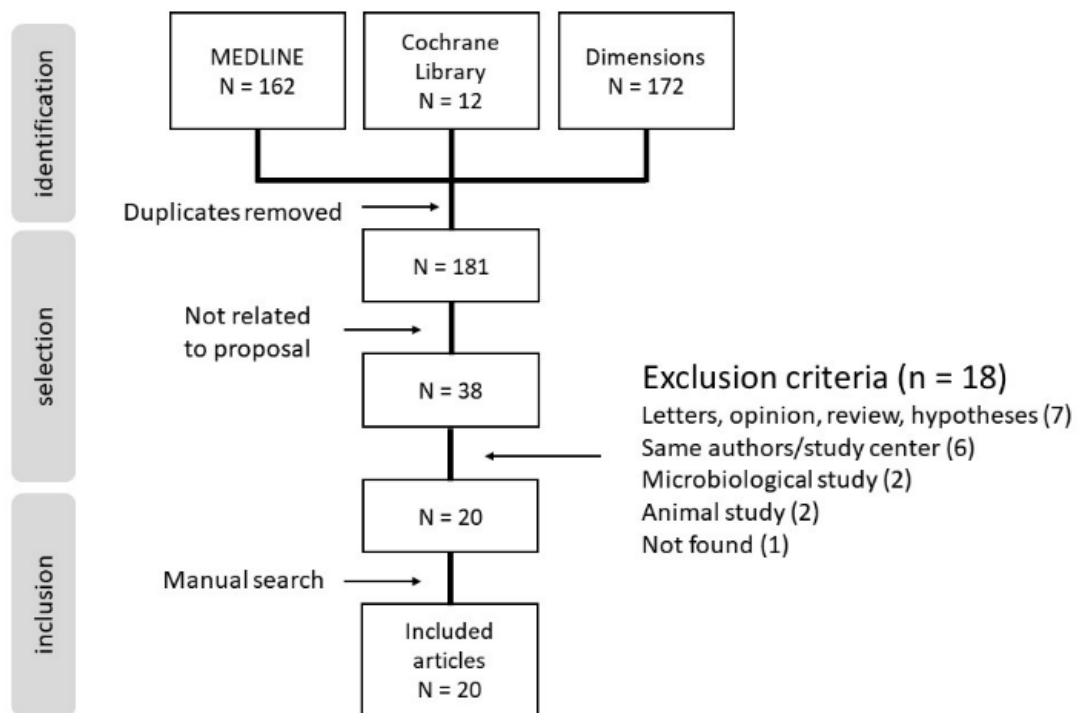 identification
MEDLINE
N = 162
Cochrane
Library
N = 12
Dimensions
N = 172
Duplicates removed
selection
N = 181
Not related
to proposal
N = 38
Exclusion criteria (n = 18)
Letters, opinion, review, hypotheses (7)
Same authors/study center (6)
Microbiological study (2)
Animal study (2)
Not found (1)
inclusion
N = 20
Manual search
Included
articles
N = 20